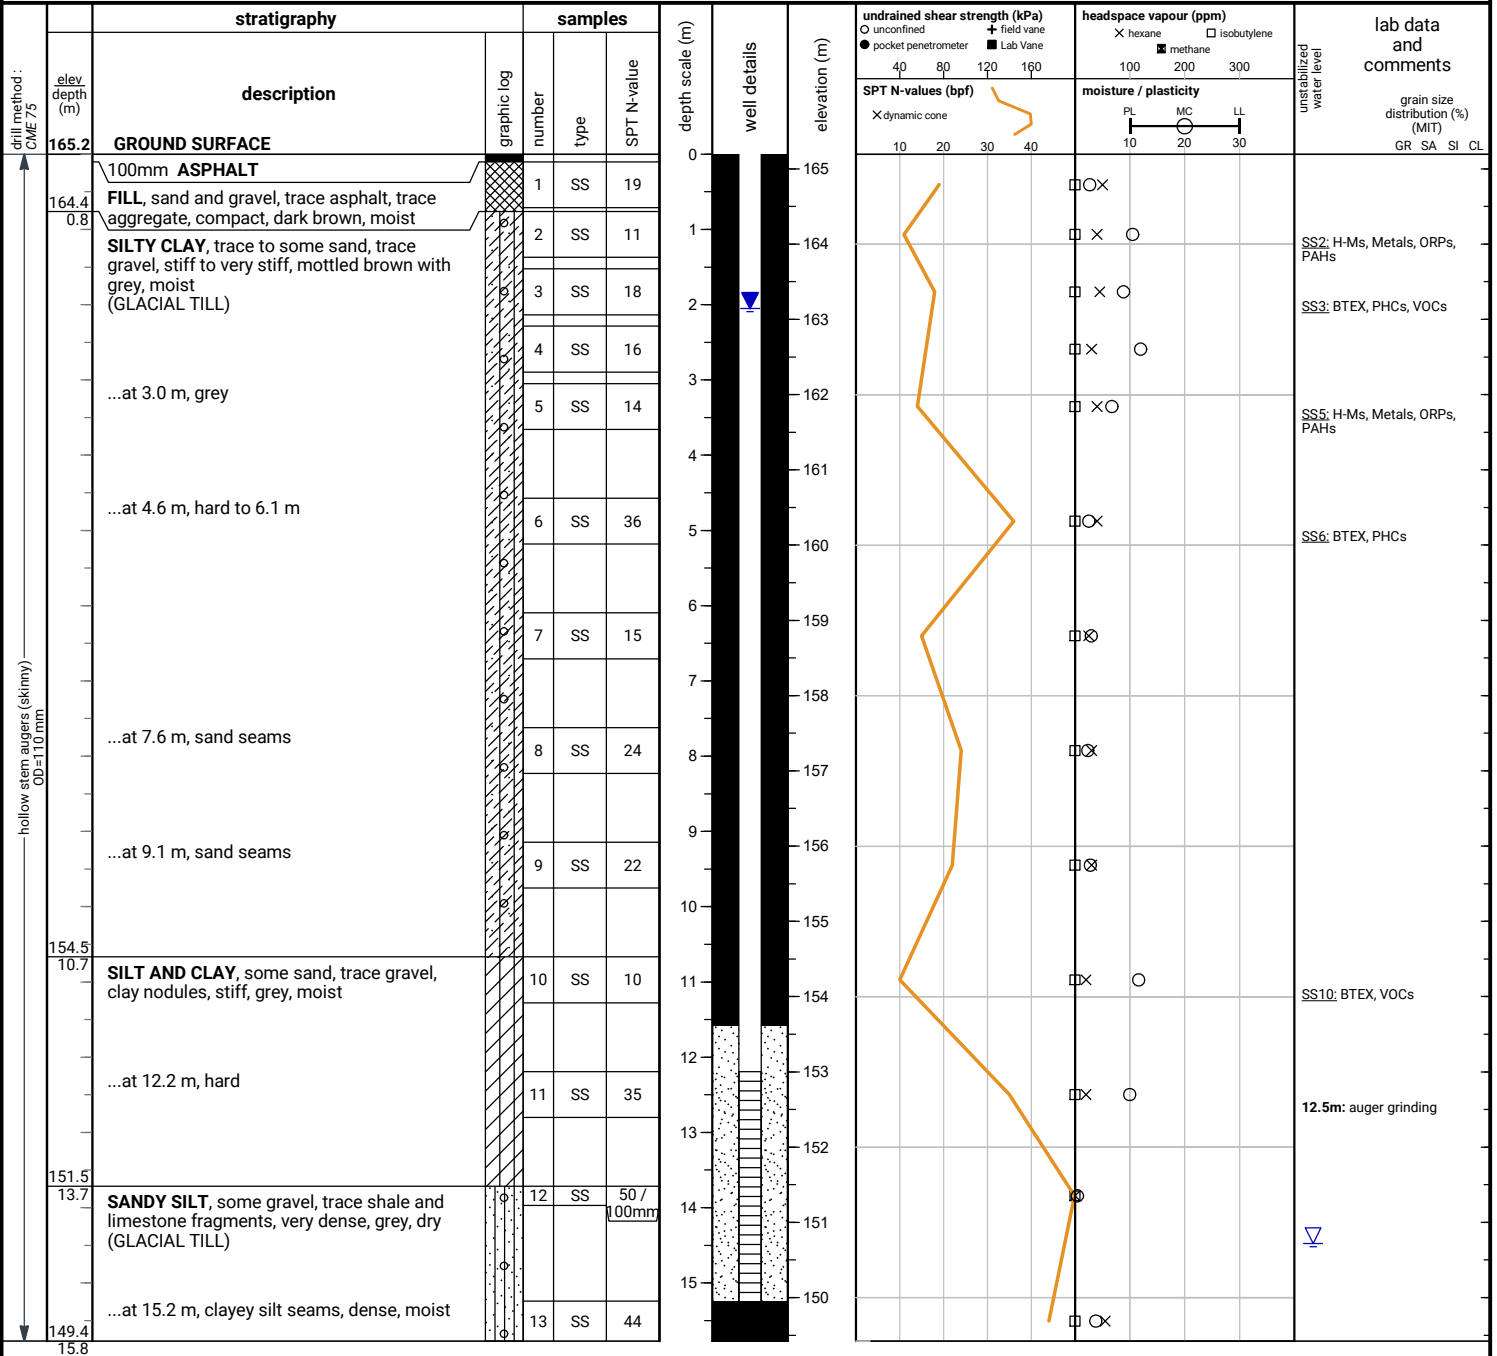 drill method :
CME 75
stratigraphy
samples
elev
depth
(m)
description
graphic log
number
type
SPT N-value
depth scale (m)
well details
elevation (m)
undrained shear strength (kPa)
unconfined
field vane
pocket penetrometer
Lab Vane
40 80 120 160
SPT N-values (bpf)
dynamic cone
10 20 30 40
headspace vapour (ppm)
hexane
isobutylene
methane
100 200 300
moisture / plasticity
PL MC LL
10 20 30
unstabilized
water level
lab data
and
comments
grain size
distribution (%)
(MIT)
GR SA SI CL
165.2 GROUND SURFACE
hollow stem augers (skinny)
OD=110 mm
100mm ASPHALT
164.4
0.8
FILL, sand and gravel, trace asphalt, trace
aggregate, compact, dark brown, moist
SILTY CLAY, trace to some sand, trace
gravel, stiff to very stiff, mottled brown with
grey, moist
(GLACIAL TILL)
...at 3.0 m, grey
...at 4.6 m, hard to 6.1 m
...at 7.6 m, sand seams
...at 9.1 m, sand seams
154.5
10.7
SILT AND CLAY, some sand, trace gravel,
clay nodules, stiff, grey, moist
...at 12.2 m, hard
151.5
13.7
SANDY SILT, some gravel, trace shale and
limestone fragments, very dense, grey, dry
(GLACIAL TILL)
...at 15.2 m, clayey silt seams, dense, moist
149.4
15.8
1 SS 19
2 SS 11
3 SS 18
4 SS 16
5 SS 14
6 SS 36
7 SS 15
8 SS 24
9 SS 22
10 SS 10
11 SS 35
12 SS 50 /
100mm
13 SS 44
0
1
2
3
4
5
6
7
8
9
10
11
12
13
14
15
165
164
163
162
161
160
159
158
157
156
155
154
153
152
151
150
SS2: H-Ms, Metals, ORPs,
PAHs
SS3: BTEX, PHCs, VOCs
SS5: H-Ms, Metals, ORPs,
PAHs
SS6: BTEX, PHCs
SS10: BTEX, VOCs
12.5m: auger grinding